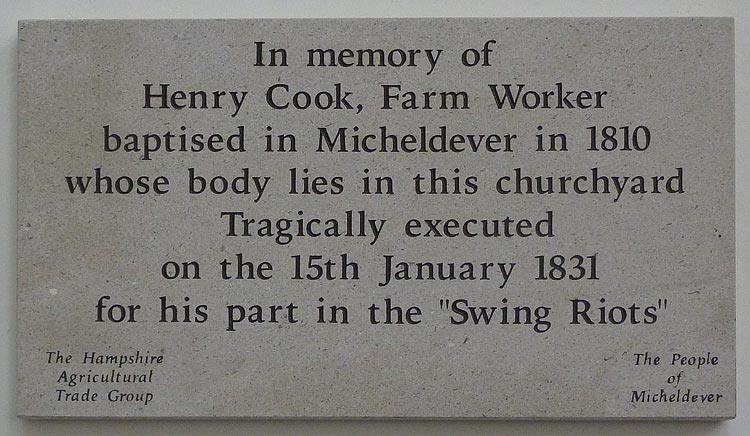 In memory of
Henry Cook, Farm Worker
baptised in Micheldever in 1810
whose body lies in this churchyard
Tragically executed
on the 15th January 1831
for his part in the "Swing Riots"
The Hampshire
Agricultural
Trade Group
The People
of
Micheldever